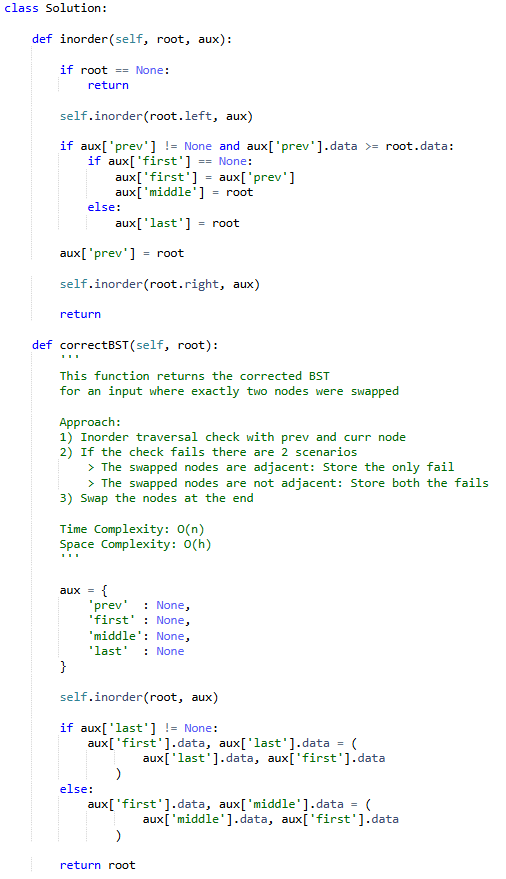 class Solution:
def inorder(self, root, aux):
if root == None:
return
self.inorder(root.left, aux)
if aux['prev'] != None and aux['prev'].data >= root.data:
if aux['first'] == None:
aux['first'] = aux['prev']
aux['middle'] = root
else:
aux['last'] = root
aux['prev'] = root
self.inorder(root.right, aux)
return
def correctBST(self, root):
'''
This function returns the corrected BST
for an input where exactly two nodes were swapped
Approach:
1) Inorder traversal check with prev and curr node
2) If the check fails there are 2 scenarios
> The swapped nodes are adjacent: Store the only fail
> The swapped nodes are not adjacent: Store both the fails
3) Swap the nodes at the end
Time Complexity: O(n)
Space Complexity: O(h)
'''
aux = {
'prev'  : None,
'first' : None,
'middle': None,
'last'  : None
}
self.inorder(root, aux)
if aux['last'] != None:
aux['first'].data, aux['last'].data = (
aux['last'].data, aux['first'].data
)
else:
aux['first'].data, aux['middle'].data = (
aux['middle'].data, aux['first'].data
)
return root